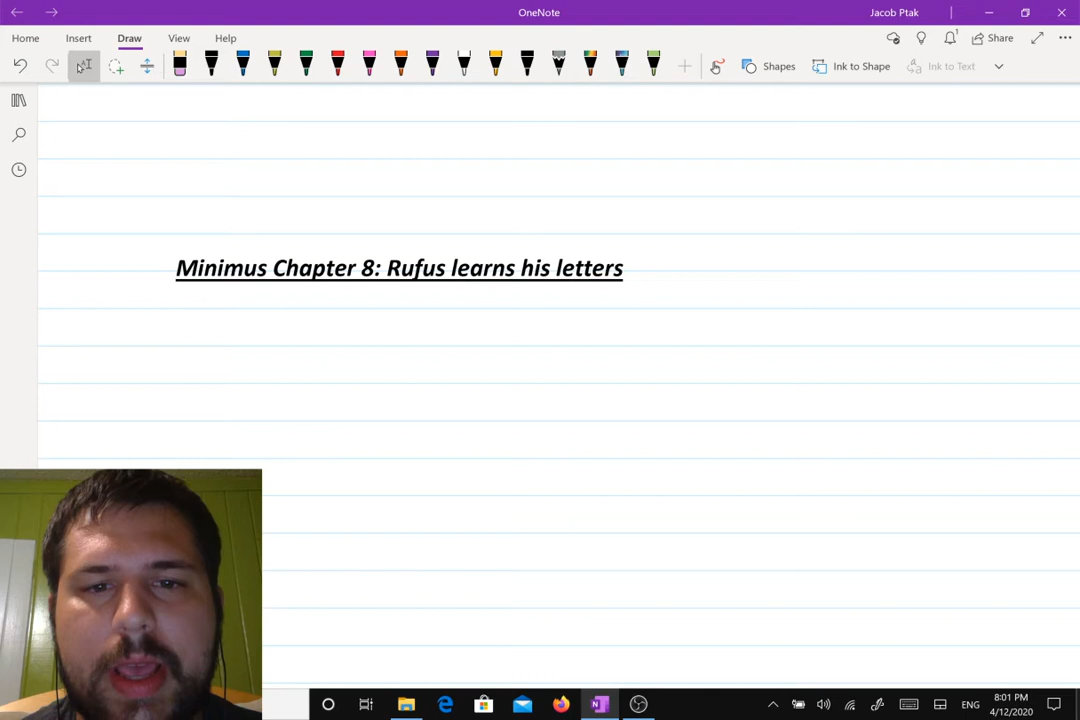 OneNote
Jacob Ptak
Home
Insert
Draw
View
Help
Share
Shapes
Ink to Shape
Ink to Text
Minimus Chapter 8: Rufus learns his letters
ENG
8:01 PM
4/12/2020